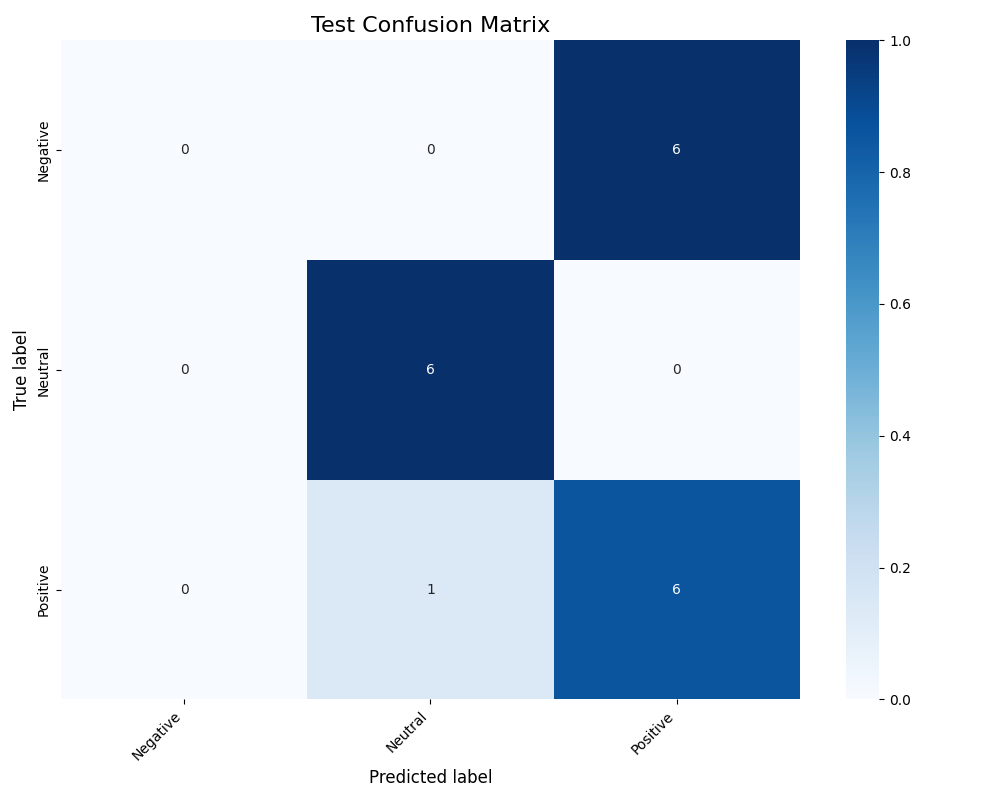 Test Confusion Matrix
True label
Negative
0
0
6
Neutral
0
6
0
Positive
0
1
6
Negative
Neutral
Positive
Predicted label
1.0
0.8
0.6
0.4
0.2
0.0